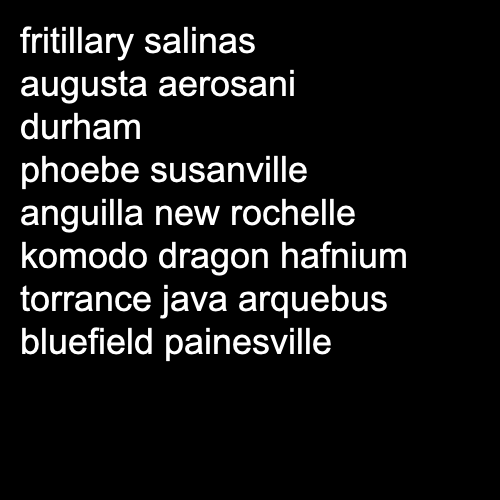 fritillary salinas
augusta aerosani
durham
phoebe susanville
anguilla new rochelle
komodo dragon hafnium
torrance java arquebus
bluefield painesville